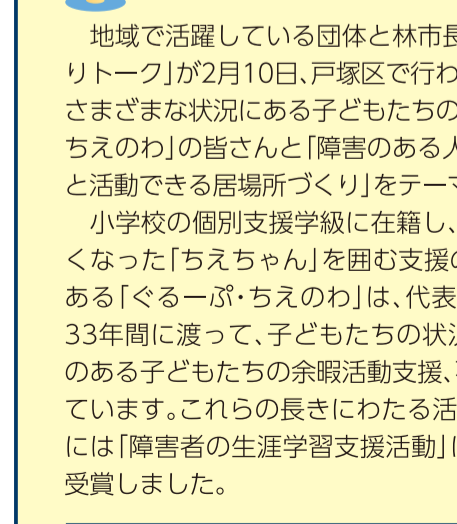 地域で活躍している団体と林市長
りトーク」が2月10日、戸塚区で行わ
さまざまな状況にある子どもたちの
ちえのわ」の皆さんと「障害のある人
と活動できる居場所づくり」をテーマ
小学校の個別支援学級に在籍し、
くなった「ちえちゃん」を囲む支援の
ある「ぐるーぷ・ちえのわ」は、代表
33年間に渡って、子どもたちの状況
のある子どもたちの余暇活動支援、
ています。これらの長きにわたる活
には「障害者の生涯学習支援活動」に
受賞しました。